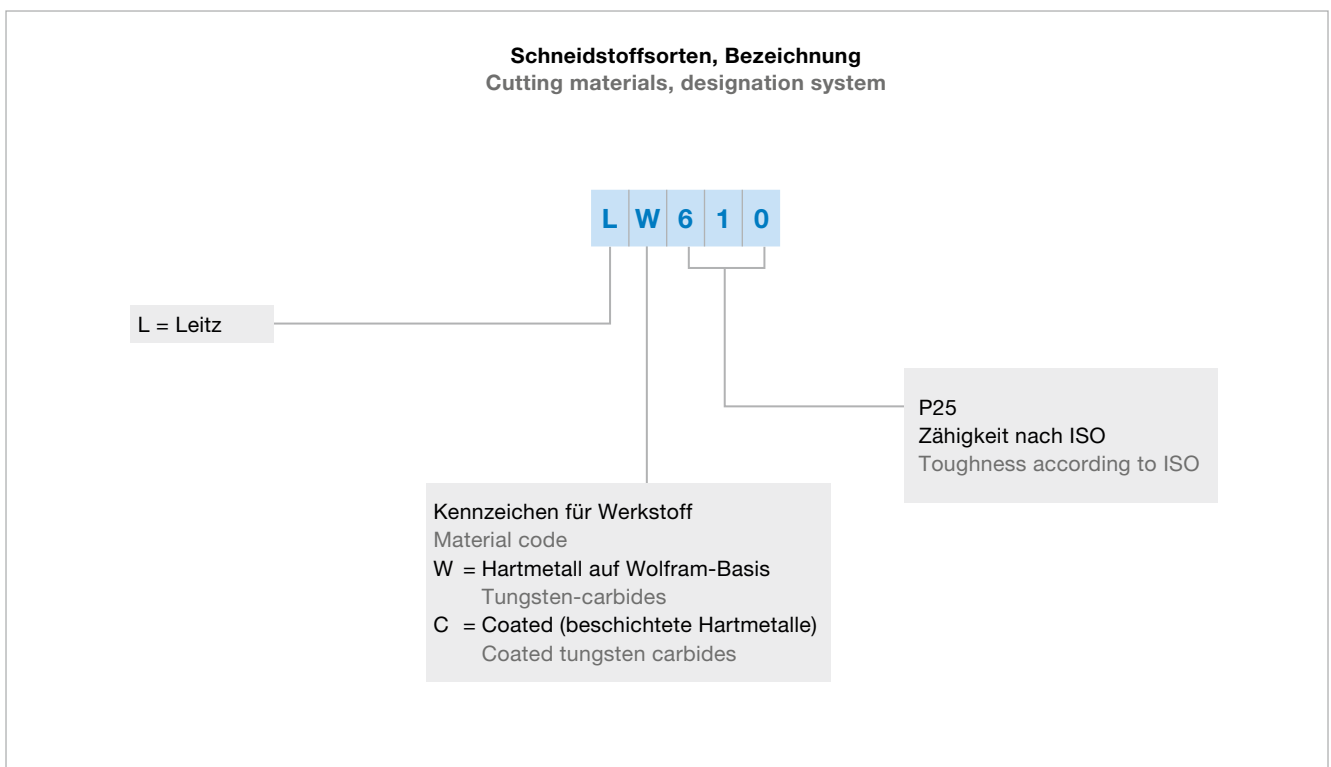 Schneidstoffsorten, Bezeichnung
Cutting materials, designation system
L W 6 1 0
L = Leitz
P25
Zähigkeit nach ISO
Toughness according to ISO
Kennzeichen für Werkstoff
Material code
W = Hartmetall auf Wolfram-Basis
Tungsten-carbides
C = Coated (beschichtete Hartmetalle)
Coated tungsten carbides